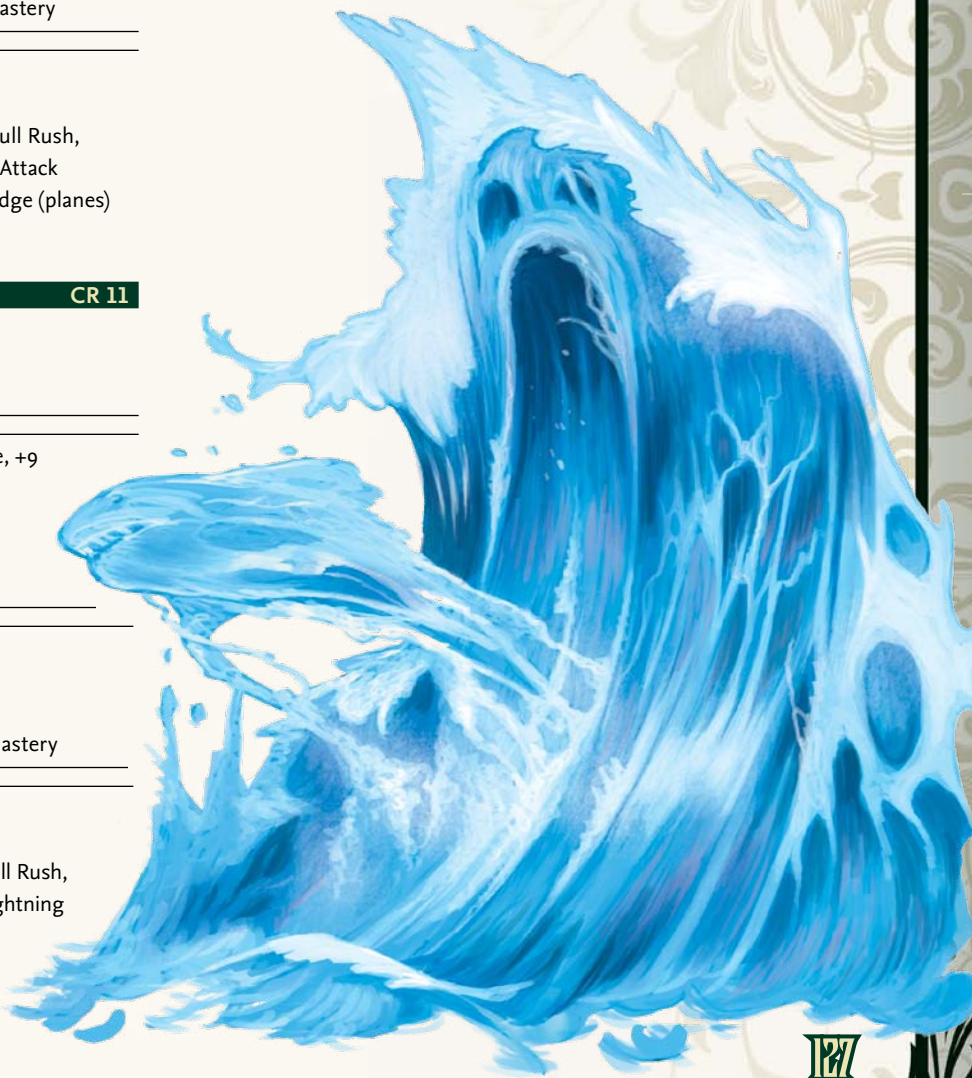 astery
ull Rush,
Attack
dge (planes)
CR 11
e, +9
astery
ll Rush,
ghtning
127